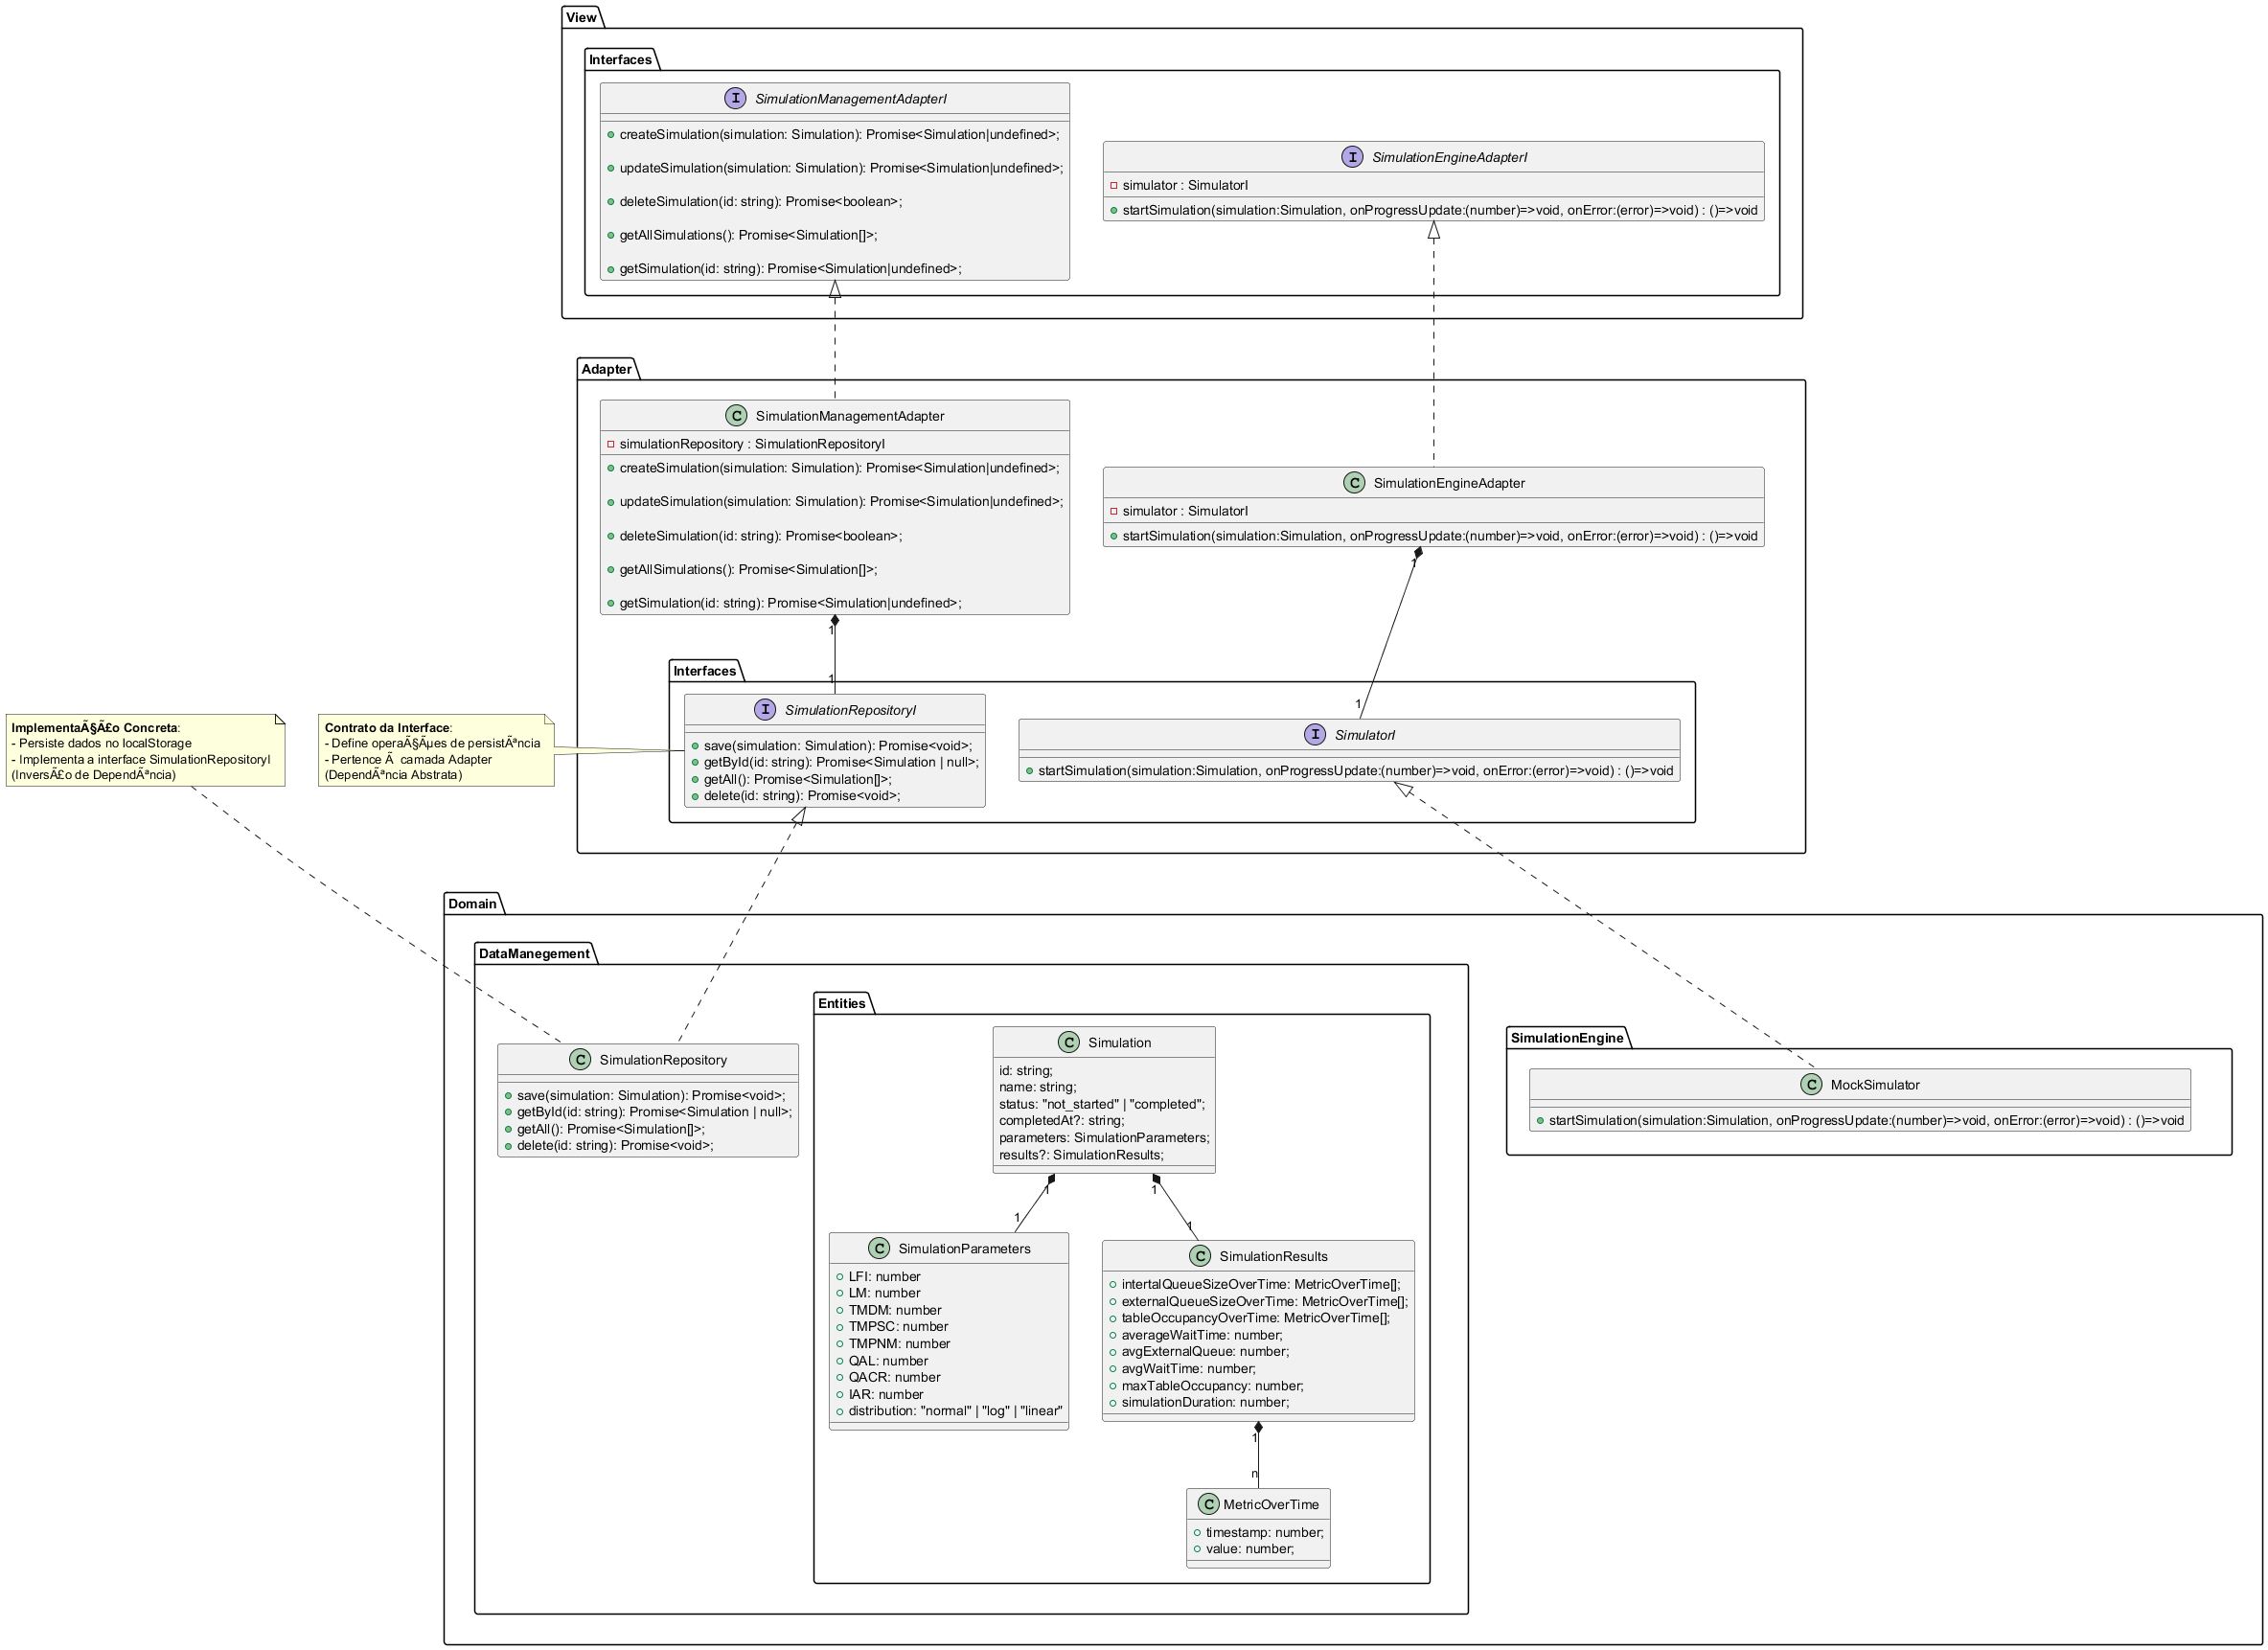 View
Interfaces
I SimulationManagementAdapterI
createSimulation(simulation: Simulation): Promise<Simulation|undefined>;
updateSimulation(simulation: Simulation): Promise<Simulation|undefined>;
deleteSimulation(id: string): Promise<boolean>;
getAllSimulations(): Promise<Simulation[]>;
getSimulation(id: string): Promise<Simulation|undefined>;
I SimulationEngineAdapterI
simulator : SimulatorI
startSimulation(simulation:Simulation, onProgressUpdate:(number)=>void, onError:(error)=>void) : ()=>void
Adapter
C SimulationManagementAdapter
simulationRepository : SimulationRepositoryI
createSimulation(simulation: Simulation): Promise<Simulation|undefined>;
updateSimulation(simulation: Simulation): Promise<Simulation|undefined>;
deleteSimulation(id: string): Promise<boolean>;
getAllSimulations(): Promise<Simulation[]>;
getSimulation(id: string): Promise<Simulation|undefined>;
C SimulationEngineAdapter
simulator : SimulatorI
startSimulation(simulation:Simulation, onProgressUpdate:(number)=>void, onError:(error)=>void) : ()=>void
1
1
1
1
Interfaces
I SimulationRepositoryI
save(simulation: Simulation): Promise<void>;
getById(id: string): Promise<Simulation | null>;
getAll(): Promise<Simulation[]>;
delete(id: string): Promise<void>;
I SimulatorI
startSimulation(simulation:Simulation, onProgressUpdate:(number)=>void, onError:(error)=>void) : ()=>void
ImplementaÃ§Ã£o Concreta:
- Persiste dados no localStorage
- Implementa a interface SimulationRepositoryI
(InversÃ£o de DependÃªncia)
Contrato da Interface:
- Define operaÃ§Ãµes de persistÃªncia
- Pertence Ã  camada Adapter
(DependÃªncia Abstrata)
Domain
DataManegement
C SimulationRepository
save(simulation: Simulation): Promise<void>;
getById(id: string): Promise<Simulation | null>;
getAll(): Promise<Simulation[]>;
delete(id: string): Promise<void>;
Entities
C Simulation
id: string;
name: string;
status: "not_started" | "completed";
completedAt?: string;
parameters: SimulationParameters;
results?: SimulationResults;
1
1
1
1
C SimulationParameters
LFI: number
LM: number
TMDM: number
TMPSC: number
TMPNM: number
QAL: number
QACR: number
IAR: number
distribution: "normal" | "log" | "linear"
C SimulationResults
intertalQueueSizeOverTime: MetricOverTime[];
externalQueueSizeOverTime: MetricOverTime[];
tableOccupancyOverTime: MetricOverTime[];
averageWaitTime: number;
avgExternalQueue: number;
avgWaitTime: number;
maxTableOccupancy: number;
simulationDuration: number;
1
n
C MetricOverTime
timestamp: number;
value: number;
SimulationEngine
C MockSimulator
startSimulation(simulation:Simulation, onProgressUpdate:(number)=>void, onError:(error)=>void) : ()=>void